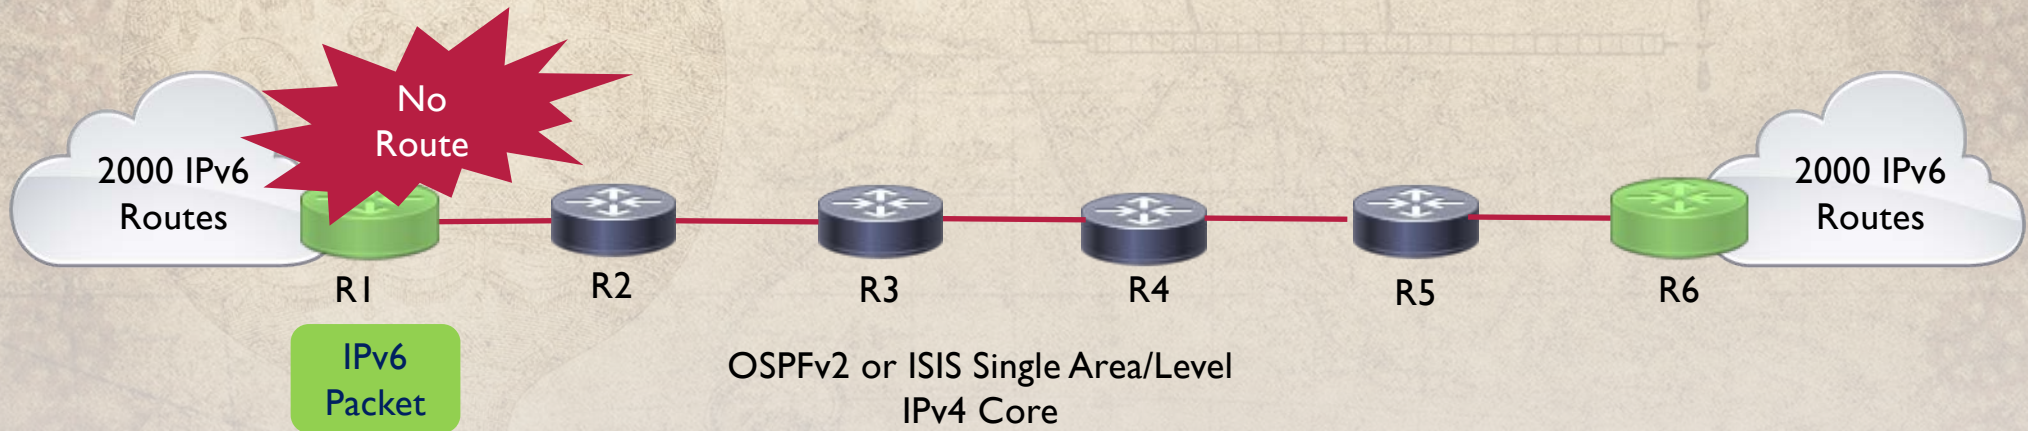 No
Route
2000 IPv6
Routes
2000 IPv6
Routes
R1
R2
R3
R4
R5
R6
IPv6
Packet
OSPFv2 or ISIS Single Area/Level
IPv4 Core